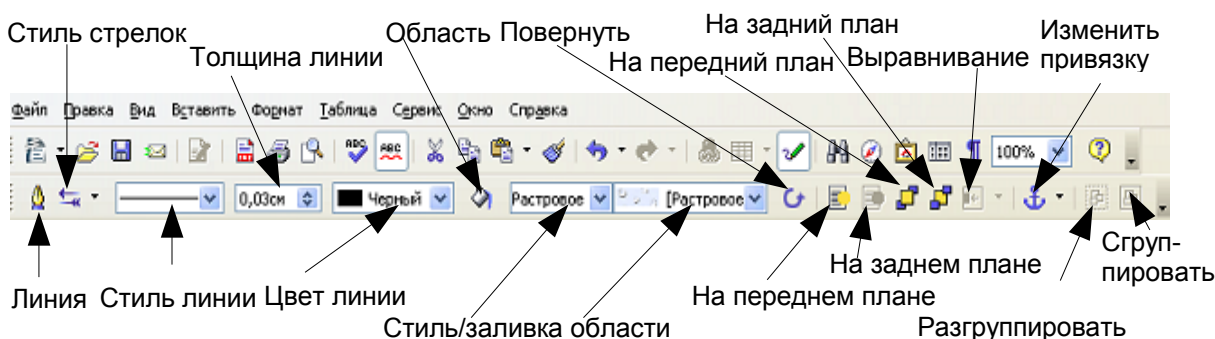 На задний план Изменить
Стиль стрелок Область Повернуть
Толщина линии На передний план Выравнивание привязку
Файл Правка Вид Вставить Формат Таблица Сервис Окно Справка
ABC ABC 100%
0,03см Черный Растровое [Растровое
Сгруп-
На заднем плане пировать
Линия Стиль линии Цвет линии На переднем плане
Стиль/заливка области Разгруппировать